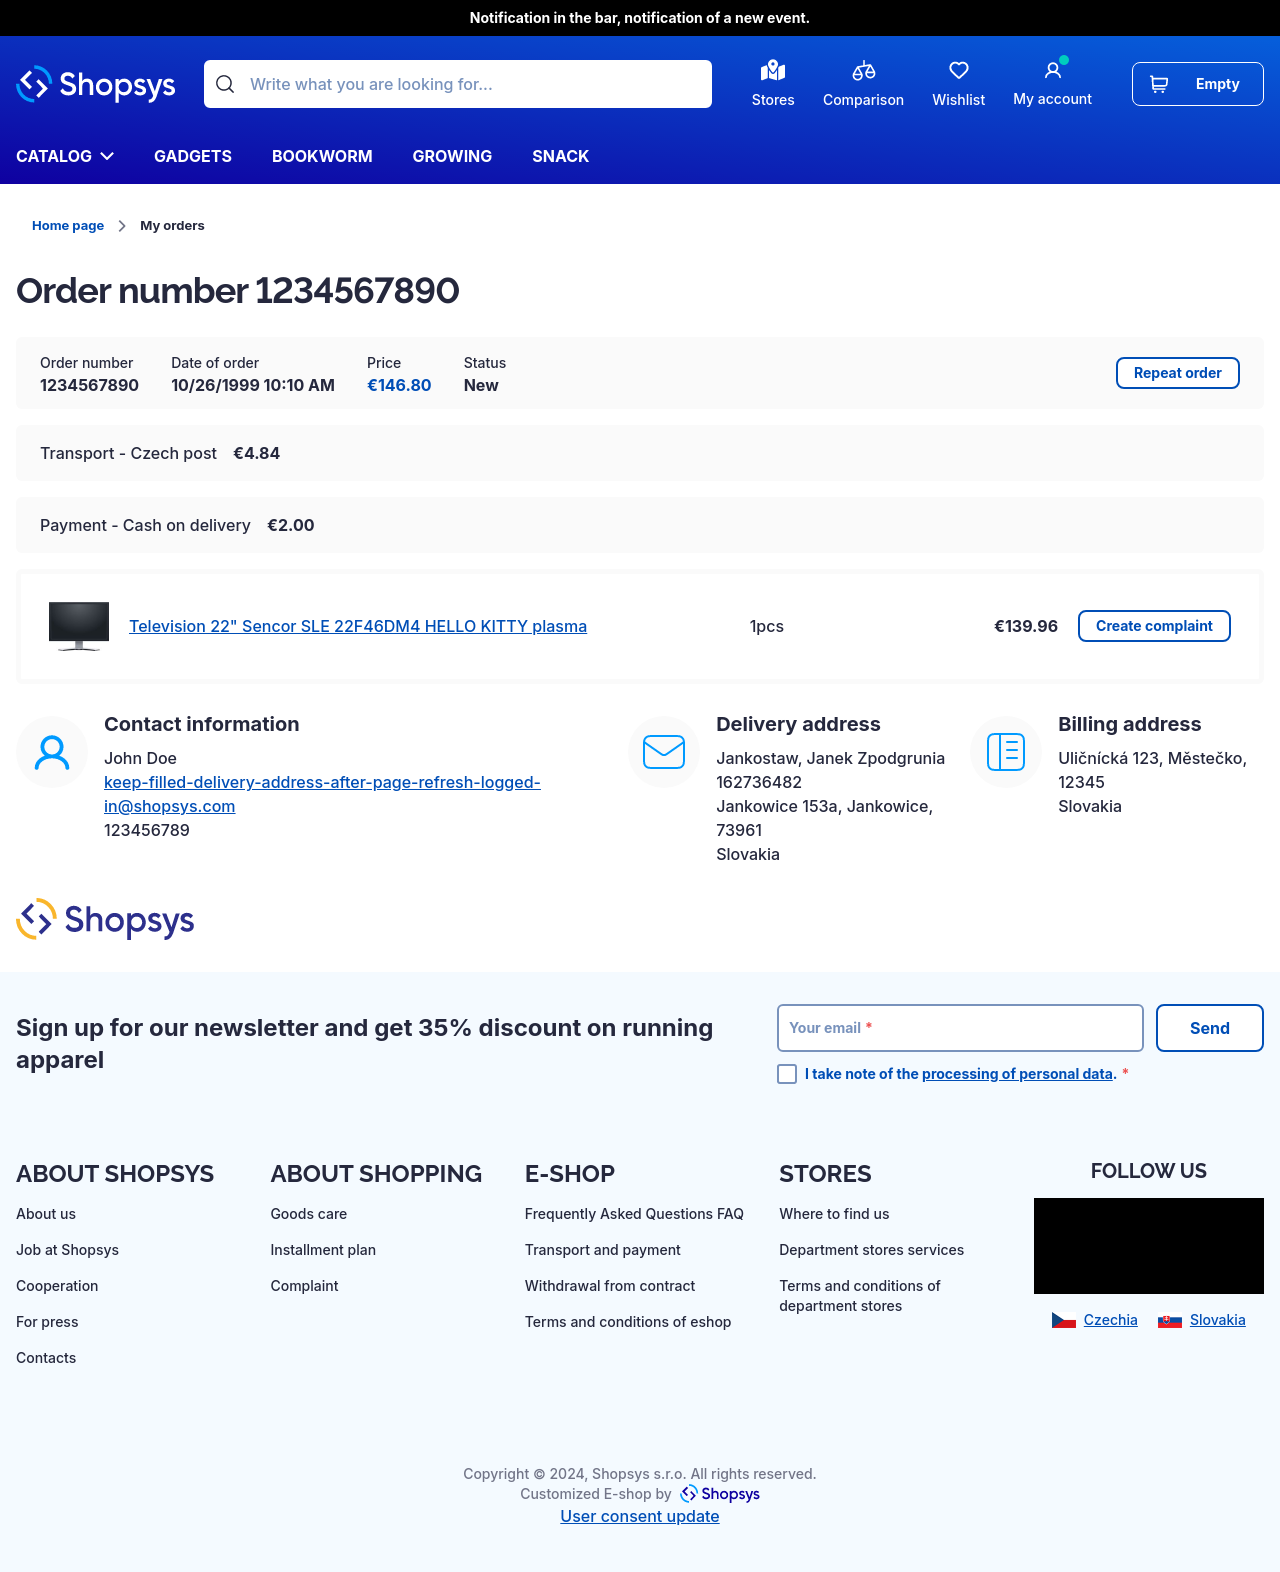 Notification in the bar, notification of a new event.
Shopsys
Write what you are looking for...
Stores
Comparison
Wishlist
My account
Empty
CATALOG
GADGETS
BOOKWORM
GROWING
SNACK
Home page
My orders
Order number 1234567890
Order number
1234567890
Date of order
10/26/1999 10:10 AM
Price
€146.80
Status
New
Repeat order
Transport - Czech post €4.84
Payment - Cash on delivery €2.00
Television 22" Sencor SLE 22F46DM4 HELLO KITTY plasma
1pcs
€139.96
Create complaint
Contact information
John Doe
keep-filled-delivery-address-after-page-refresh-logged-
in@shopsys.com
123456789
Delivery address
Jankostaw, Janek Zpodgrunia
162736482
Jankowice 153a, Jankowice,
73961
Slovakia
Billing address
Uličnícká 123, Městečko,
12345
Slovakia
Shopsys
Sign up for our newsletter and get 35% discount on running
apparel
Your email *
Send
I take note of the processing of personal data. *
ABOUT SHOPSYS
About us
Job at Shopsys
Cooperation
For press
Contacts
ABOUT SHOPPING
Goods care
Installment plan
Complaint
E-SHOP
Frequently Asked Questions FAQ
Transport and payment
Withdrawal from contract
Terms and conditions of eshop
STORES
Where to find us
Department stores services
Terms and conditions of
department stores
FOLLOW US
Czechia
Slovakia
Copyright © 2024, Shopsys s.r.o. All rights reserved.
Customized E-shop by Shopsys
User consent update